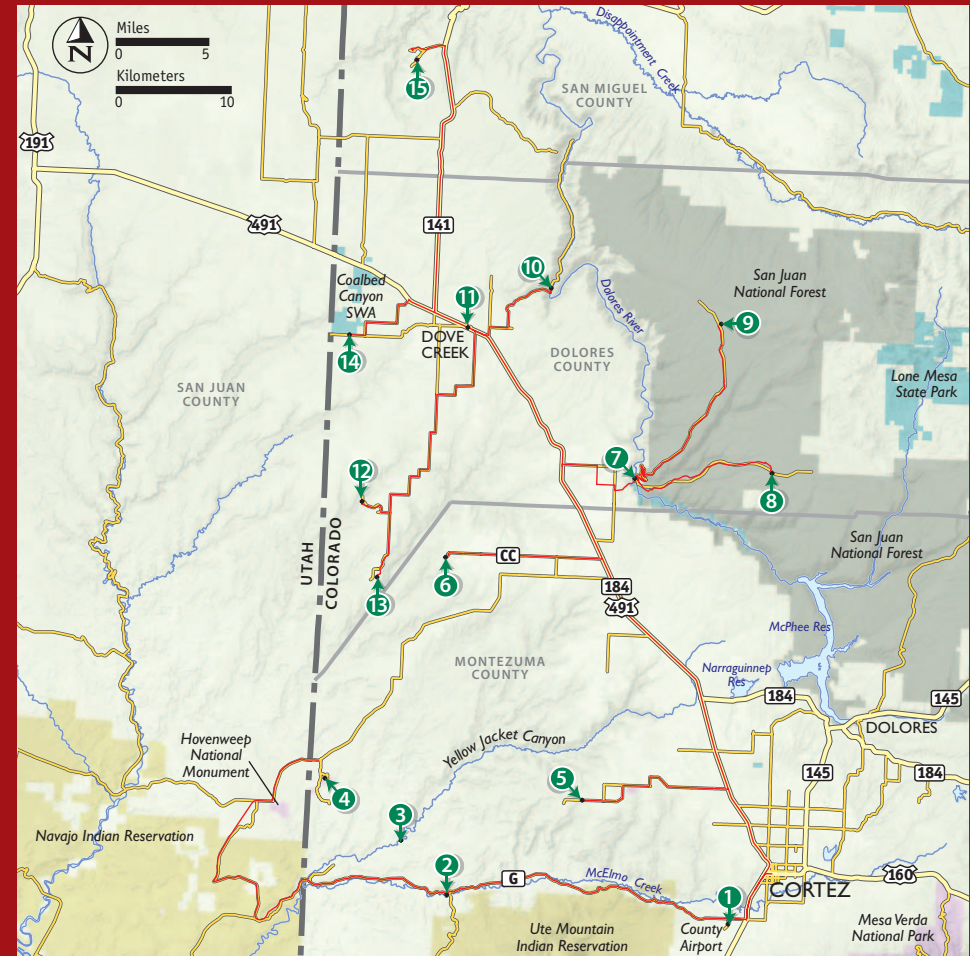 Miles
0 5
Kilometers
0 10
N
Disappointment Creek
15
SAN MIGUEL
COUNTY
191
491
141
Coalbed
Canyon
SWA
10
11
Dolores River
San Juan
National Forest
9
DOVE
CREEK
14
DOLORES
COUNTY
Lone Mesa
State Park
SAN JUAN
COUNTY
7
8
12
UTAH
COLORADO
San Juan
National Forest
CC
6
13
184
491
McPhee Res
MONTEZUMA
COUNTY
Narraguinnep
Res
184
145
DOLORES
Hovenweep
National
Monument
Yellow Jacket Canyon
145
184
5
4
3
Navajo Indian Reservation
2
G
McElmo Creek
160
CORTEZ
1
County
Airport
Ute Mountain
Indian Reservation
Mesa Verda
National Park